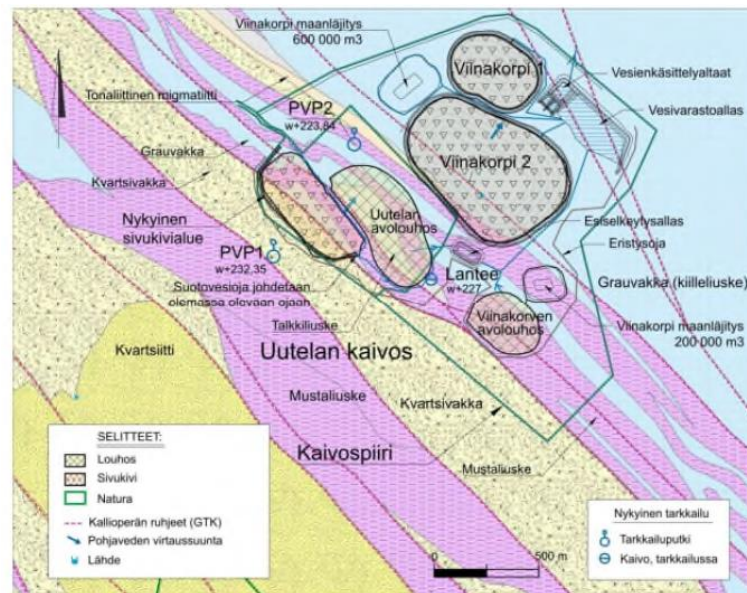 Viinakorpi maanläjitys
600 000 m3
Viinakorpi 1
Vesienkäsittelyaltaat
Vesivarastoallas
Tonaliittinen migmatiitti
PVP2
w+223,84
Grauvakka
Viinakorpi 2
Kvartsivakka
Nykyinen
sivukivialue
Uutelan
avolouhos
Esiselkeytysallas
Eristysoja
PVP1
w+232,35
Lantee
w+227
Grauvakka (kiilleliuske)
Suotovesioja johdetaan
olemassa olevaan ojaan
Viinakorven
avolouhos
Talkkiliuske
Viinakorpi maanläjitys
200 000 m3
Kvartsiitti
Uutelan kaivos
Mustaliuske
Kvartsivakka
Kaivospiiri
Mustaliuske
SELITTEET:
Louhos
Sivukivi
Natura
Kallioperän ruhjeet (GTK)
Pohjaveden virtaussuunta
Lähde
0 500 m
Nykyinen tarkkailu
Tarkkailuputki
Kaivo, tarkkailussa